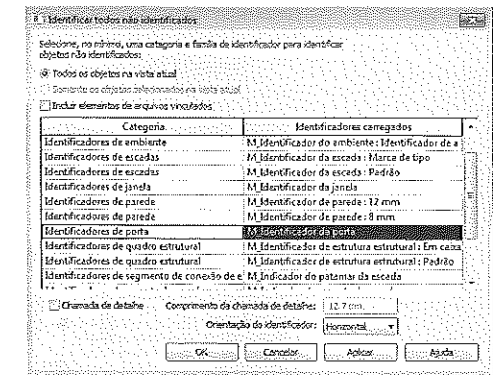 Identificar todos não identificados
Selecione, no mínimo, uma categoria e família de identificador para identificar
objetos não identificados:
Todos os objetos na vista atual
Somente os objetos selecionados na vista atual
Incluir elementos de arquivos vinculados
Categoria Identificadores carregados
Identificadores de ambiente M_Identificador do ambiente : Identificador de a
Identificadores de escadas M_Identificador da escada : Marca de tipo
Identificadores de escadas M_Identificador da escada : Padrão
Identificadores de janela M_Identificador da janela
Identificadores de parede M_Identificador de parede : 12 mm
Identificadores de parede M_Identificador de parede : 8 mm
Identificadores de porta M_Identificador da porta
Identificadores de quadro estrutural M_Identificador de estrutura estrutural : Em caixa
Identificadores de quadro estrutural M_Identificador de estrutura estrutural : Padrão
Identificadores de segmento de conexão de e M_Indicador do patamar da escada
Chamada de detalhe Comprimento da chamada de detalhe: 12.7 mm
Orientação do identificador: Horizontal
OK Cancelar Aplicar Ajuda